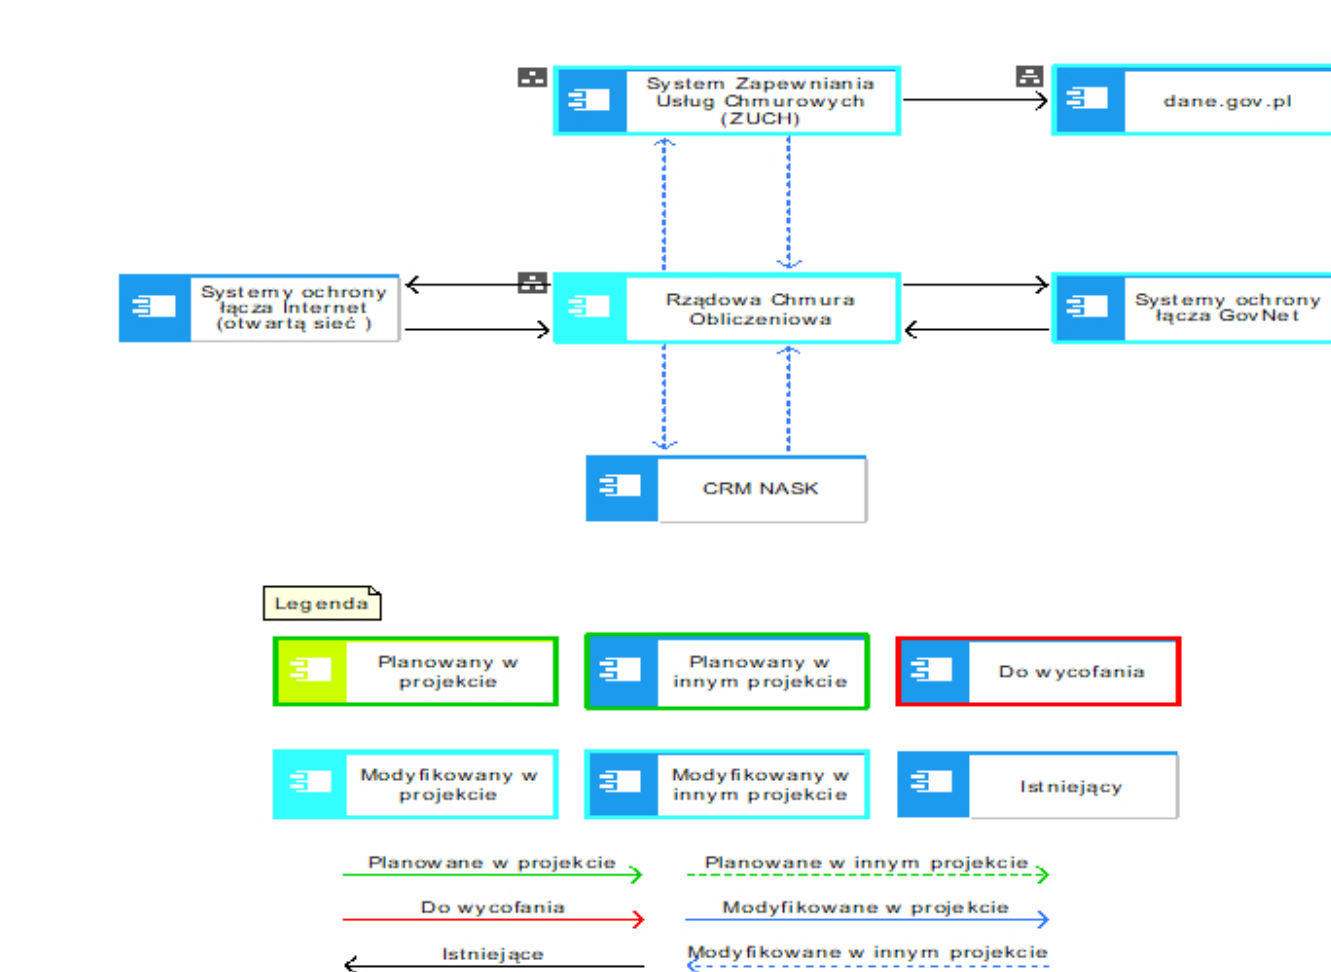 System Zapewniania
Usług Chmurowych
(ZUCH)
dane.gov.pl
Systemy ochrony
łącza Internet
(otwartą sieć )
Rządowa Chmura
Obliczeniowa
Systemy ochrony
łącza GovNet
CRM NASK
Legenda
Planowany w
projekcie
Planowany w
innym projekcie
Do wycofania
Modyfikowany w
projekcie
Modyfikowany w
innym projekcie
Istniejący
Planowane w projekcie
Planowane w innym projekcie
Do wycofania
Modyfikowane w projekcie
Istniejące
Modyfikowane w innym projekcie